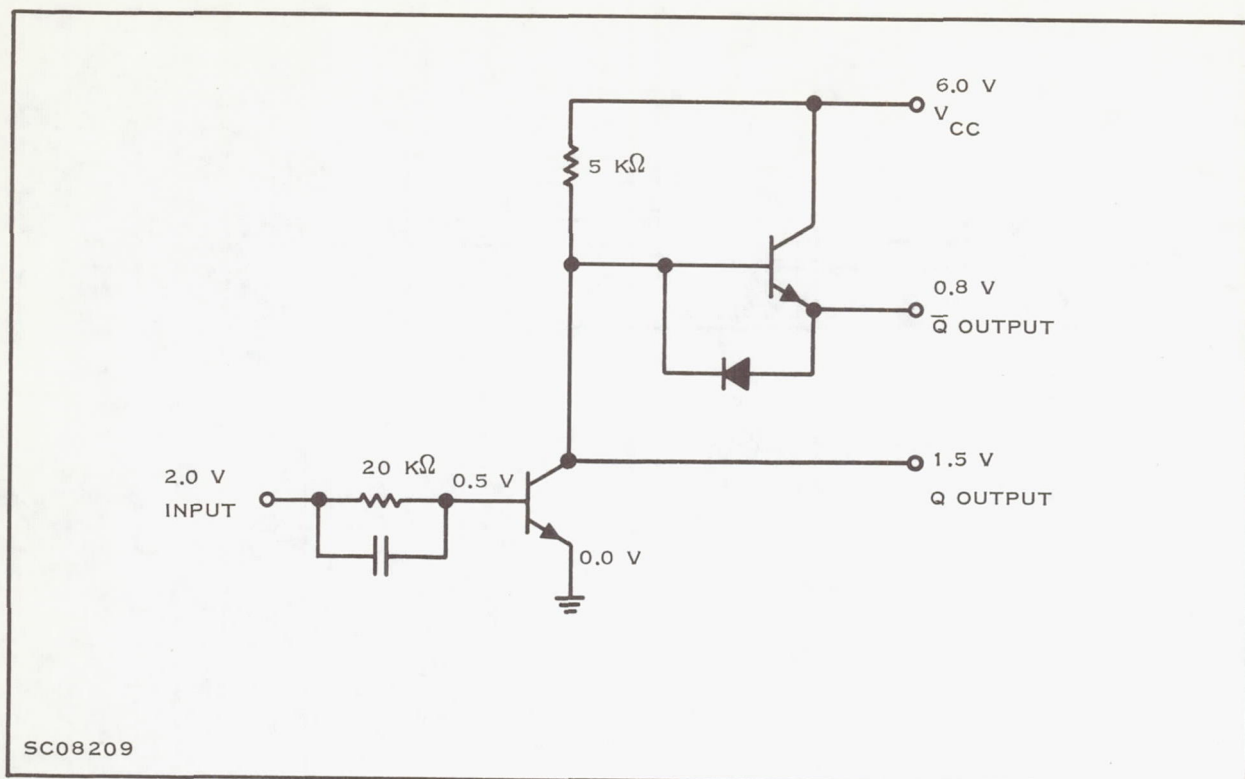 6.0 V
V
CC
5 KΩ
0.8 V
Q̅ OUTPUT
1.5 V
Q OUTPUT
2.0 V
INPUT
20 KΩ
0.5 V
0.0 V
SC08209